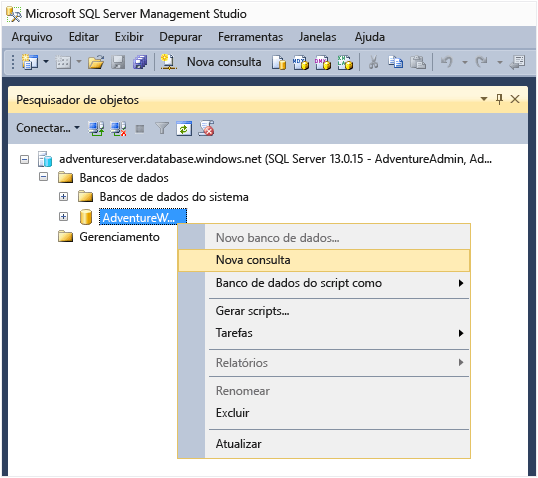 Microsoft SQL Server Management Studio
Arquivo Editar Exibir Depurar Ferramentas Janelas Ajuda
Nova consulta
Pesquisador de objetos
Conectar...
adventureserver.database.windows.net (SQL Server 13.0.15 - AdventureAdmin, Ad...
Bancos de dados
Bancos de dados do sistema
AdventureW...
Gerenciamento
Novo banco de dados...
Nova consulta
Banco de dados do script como
Gerar scripts...
Tarefas
Relatórios
Renomear
Excluir
Atualizar